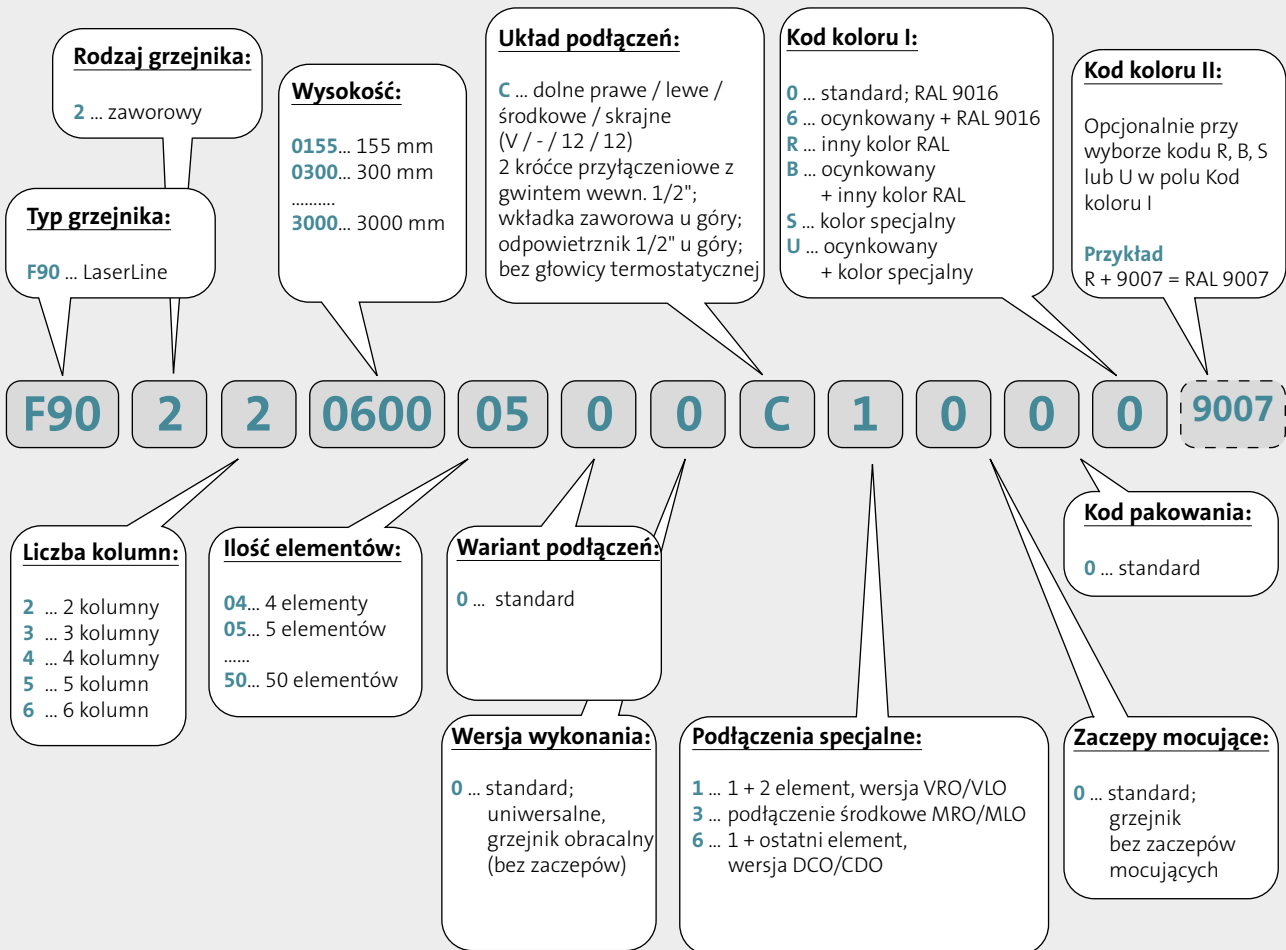 Rodzaj grzejnika:
2 ... zaworowy
Typ grzejnika:
F90 ... LaserLine
Wysokość:
0155... 155 mm
0300... 300 mm
..........
3000... 3000 mm
Układ podłączeń:
C ... dolne prawe / lewe /
środkowe / skrajne
(V / - / 12 / 12)
2 króćce przyłączeniowe z
gwintem wewn. 1/2";
wkładka zaworowa u góry;
odpowietrznik 1/2" u góry;
bez głowicy termostatycznej
Kod koloru I:
0 ... standard; RAL 9016
6 ... ocynkowany + RAL 9016
R ... inny kolor RAL
B ... ocynkowany
+ inny kolor RAL
S ... kolor specjalny
U ... ocynkowany
+ kolor specjalny
Kod koloru II:
Opcjonalnie przy
wyborze kodu R, B, S
lub U w polu Kod
koloru I
Przykład
R + 9007 = RAL 9007
F90 2 2 0600 05 0 0 C 1 0 0 0 9007
Liczba kolumn:
2 ... 2 kolumny
3 ... 3 kolumny
4 ... 4 kolumny
5 ... 5 kolumn
6 ... 6 kolumn
Ilość elementów:
04... 4 elementy
05... 5 elementów
......
50... 50 elementów
Wariant podłączeń:
0 ... standard
Wersja wykonania:
0 ... standard;
uniwersalne,
grzejnik obracalny
(bez zaczepów)
Podłączenia specjalne:
1 ... 1 + 2 element, wersja VRO/VLO
3 ... podłączenie środkowe MRO/MLO
6 ... 1 + ostatni element,
wersja DCO/CDO
Kod pakowania:
0 ... standard
Zaczepy mocujące:
0 ... standard;
grzejnik
bez zaczepów
mocujących